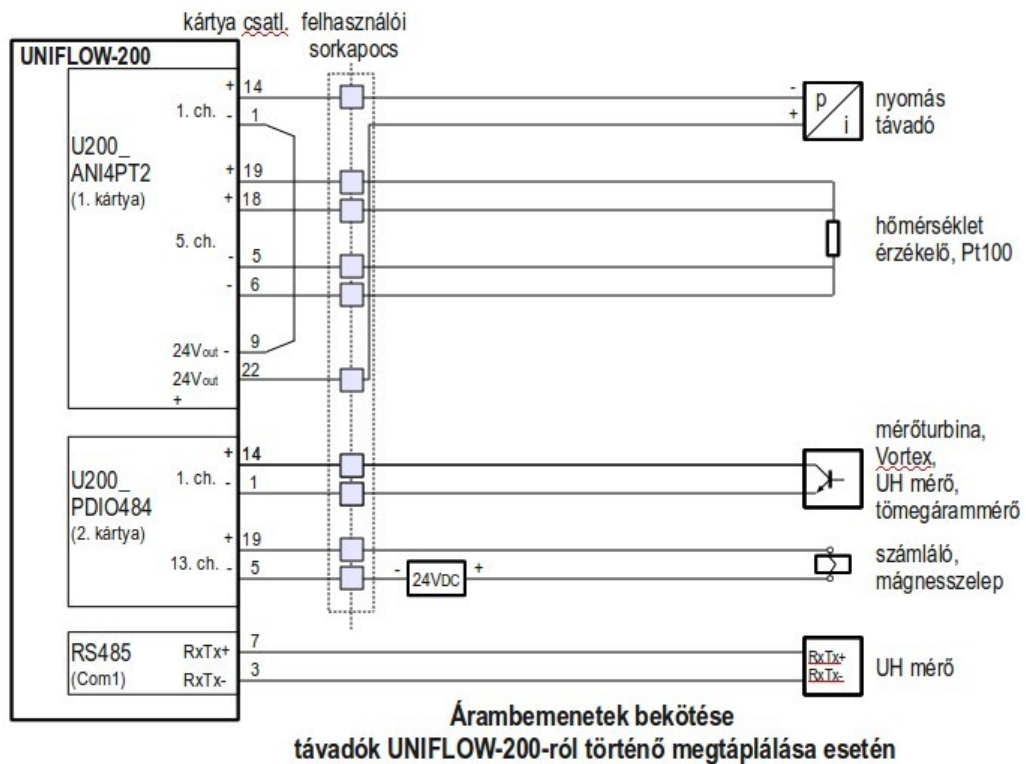 kártya csatl.
felhasználói
sorkapocs
UNIFLOW-200
U200_
ANI4PT2
(1. kártya)
1. ch.
+ 14
- 1
+ 19
+ 18
5. ch.
- 5
- 6
24Vout - 9
24Vout 22
+
- 
+
p
i
nyomás
távadó
hőmérséklet
érzékelő, Pt100
U200_
PDIO484
(2. kártya)
+ 14
1. ch. - 1
+ 19
13. ch. - 5
- 24VDC +
mérőturbina,
Vortex,
UH mérő,
tömegárammérő
számláló,
mágnesszelep
RS485
(Com1)
RxTx+ 7
RxTx- 3
RxTx+
RxTx-
UH mérő
Árambemenetek bekötése
távadók UNIFLOW-200-ról történő megtáplálása esetén